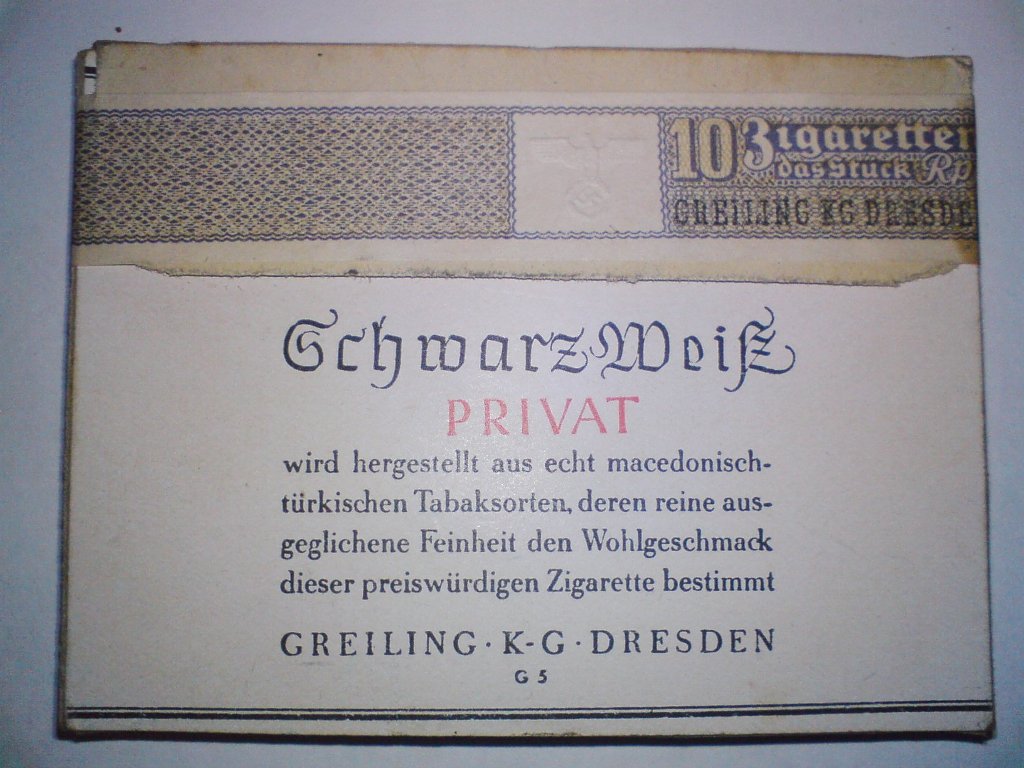 10 Zigaretten
das Stück Rp
GREILING KG DRESDE
Schwarz Weiß
PRIVAT
wird hergestellt aus echt macedonisch-
türkischen Tabaksorten, deren reine aus-
geglichene Feinheit den Wohlgeschmack
dieser preiswürdigen Zigarette bestimmt
GREILING · K-G · DRESDEN
G 5